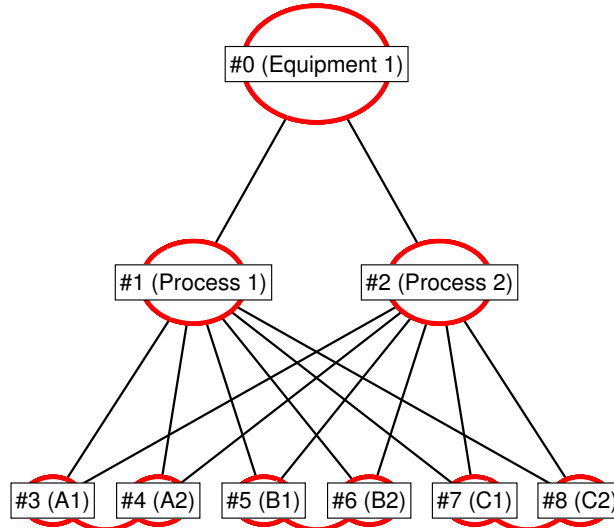 #0 (Equipment 1)
#1 (Process 1)
#2 (Process 2)
#3 (A1)
#4 (A2)
#5 (B1)
#6 (B2)
#7 (C1)
#8 (C2)